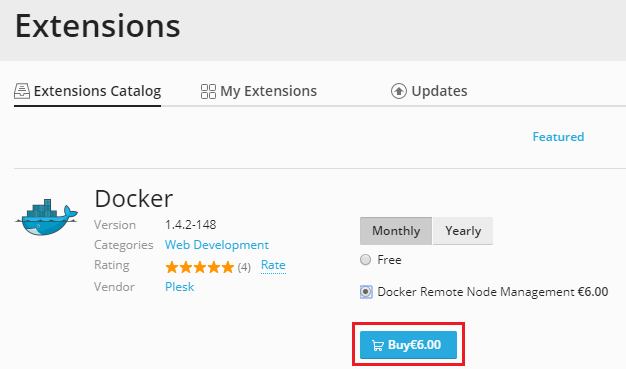 Extensions
Extensions Catalog My Extensions Updates
Featured
Docker
Version 1.4.2-148
Categories Web Development
Rating (4) Rate
Vendor Plesk
Monthly Yearly
Free
Docker Remote Node Management €6.00
Buy€6.00